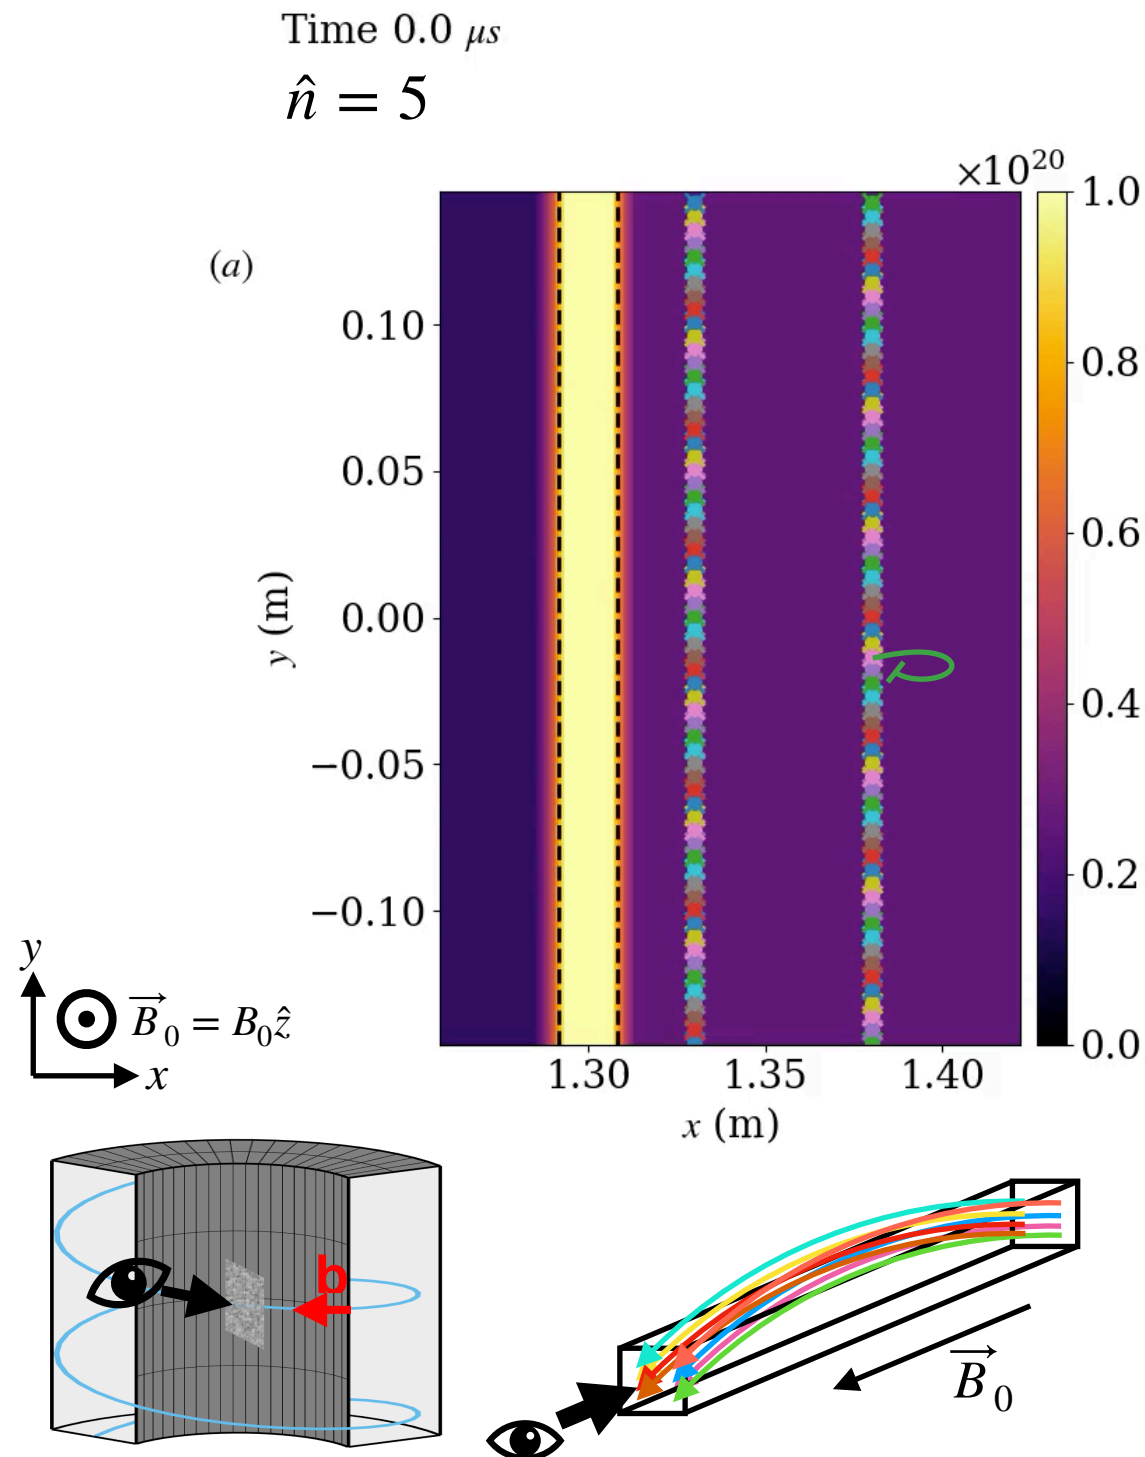 Time 0.0 μs
n̂ = 5
×10²⁰
(a)
1.0
0.8
0.6
0.4
0.2
0.0
0.10
0.05
0.00
−0.05
−0.10
y (m)
1.30 1.35 1.40
x (m)
y
B⃗₀ = B₀ẑ
x
b
B⃗₀